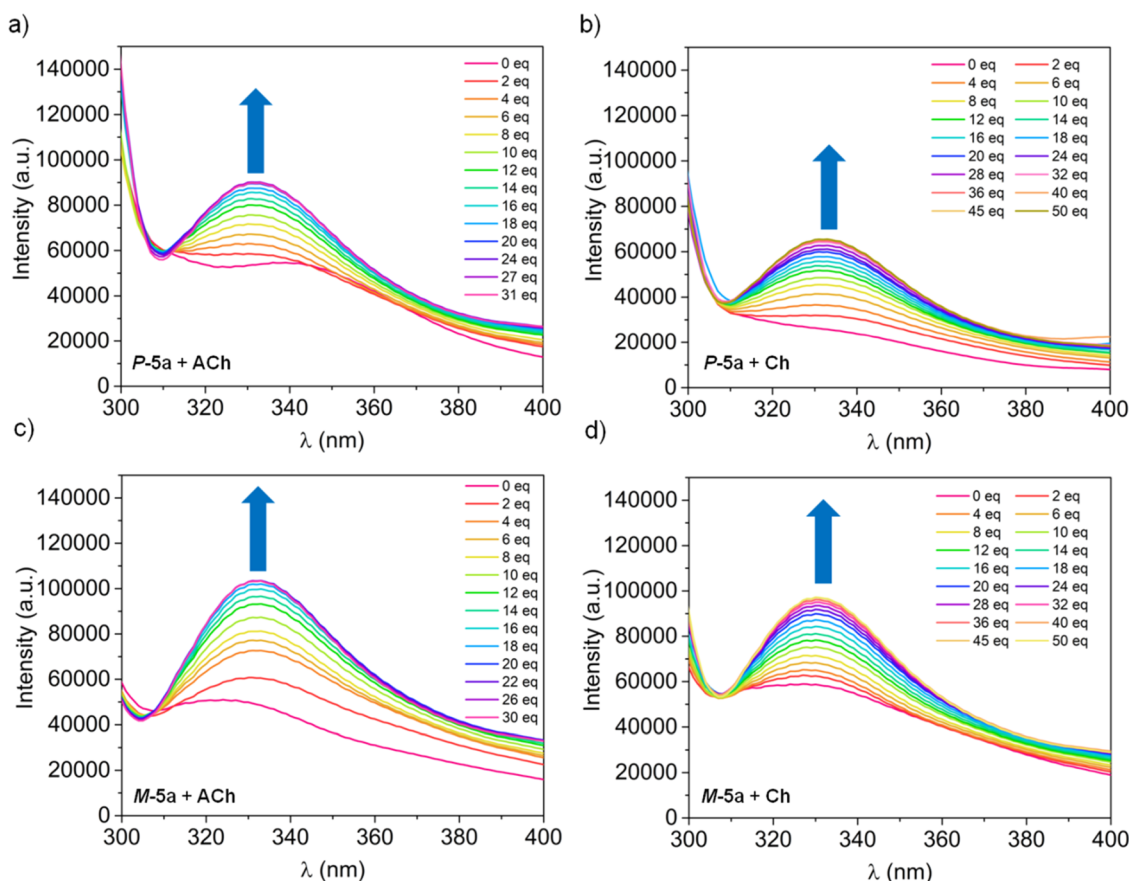 a)
Intensity (a.u.)
140000
120000
100000
80000
60000
40000
20000
0
300 320 340 360 380 400
λ (nm)
0 eq
2 eq
4 eq
6 eq
8 eq
10 eq
12 eq
14 eq
16 eq
18 eq
20 eq
24 eq
27 eq
31 eq
P-5a + ACh
b)
Intensity (a.u.)
140000
120000
100000
80000
60000
40000
20000
0
300 320 340 360 380 400
λ (nm)
0 eq 2 eq
4 eq 6 eq
8 eq 10 eq
12 eq 14 eq
16 eq 18 eq
20 eq 24 eq
28 eq 32 eq
36 eq 40 eq
45 eq 50 eq
P-5a + Ch
c)
Intensity (a.u.)
140000
120000
100000
80000
60000
40000
20000
0
300 320 340 360 380 400
λ (nm)
0 eq
2 eq
4 eq
6 eq
8 eq
10 eq
12 eq
14 eq
16 eq
18 eq
20 eq
22 eq
26 eq
30 eq
M-5a + ACh
d)
Intensity (a.u.)
140000
120000
100000
80000
60000
40000
20000
0
300 320 340 360 380 400
λ (nm)
0 eq 2 eq
4 eq 6 eq
8 eq 10 eq
12 eq 14 eq
16 eq 18 eq
20 eq 24 eq
28 eq 32 eq
36 eq 40 eq
45 eq 50 eq
M-5a + Ch